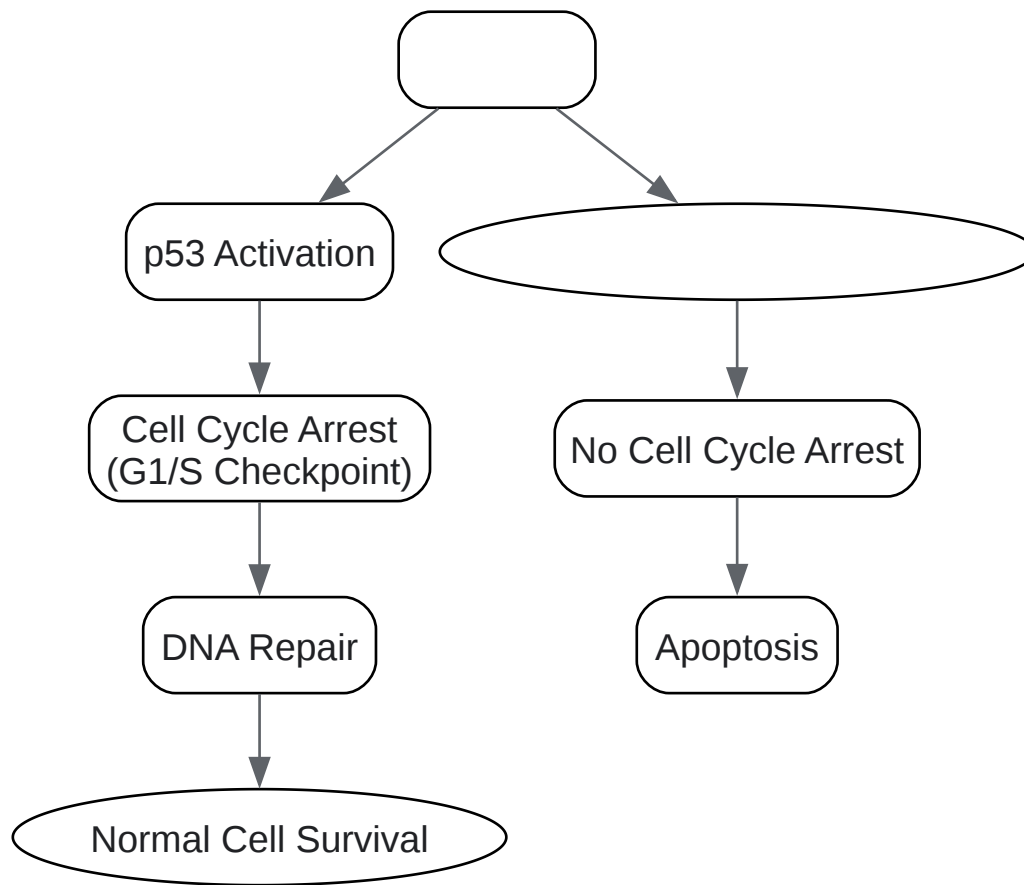 p53 Activation
Cell Cycle Arrest
(G1/S Checkpoint)
No Cell Cycle Arrest
DNA Repair
Apoptosis
Normal Cell Survival